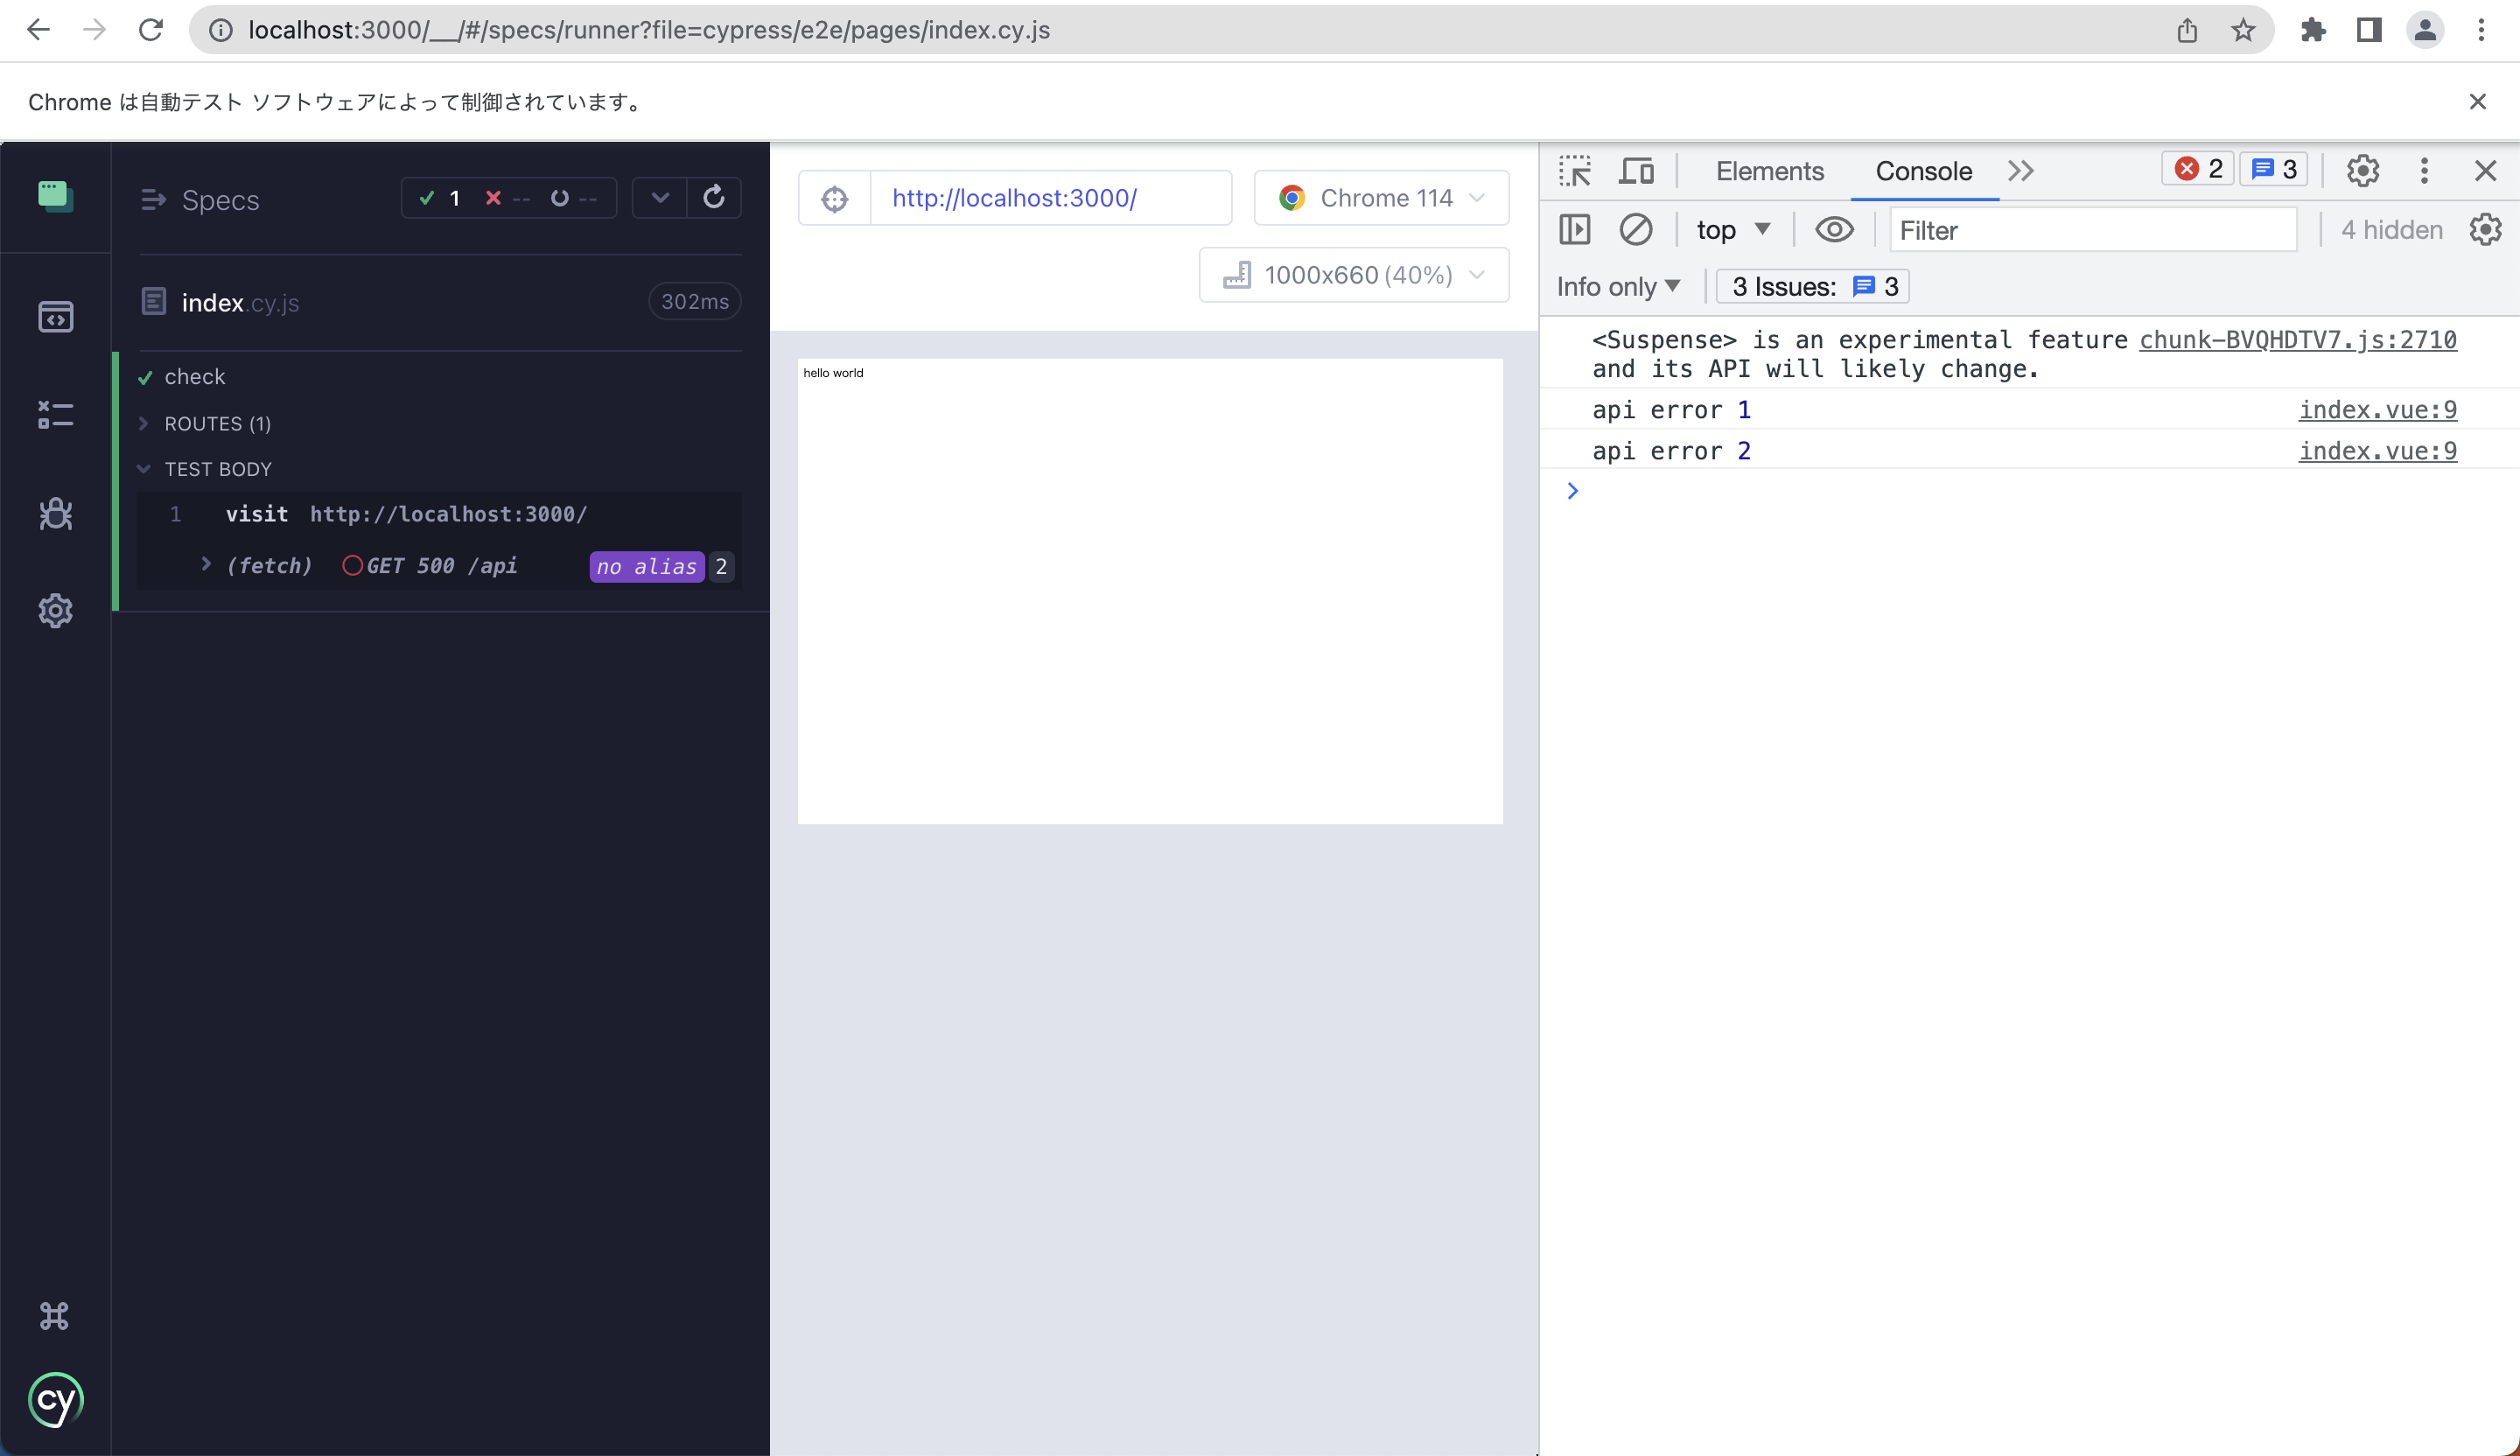 localhost:3000/__/#/specs/runner?file=cypress/e2e/pages/index.cy.js
Chrome は自動テスト ソフトウェアによって制御されています。
Specs
1 -- --
index.cy.js 302ms
check
ROUTES (1)
TEST BODY
1 visit http://localhost:3000/
(fetch) GET 500 /api no alias 2
cy
http://localhost:3000/ Chrome 114
1000x660 (40%)
hello world
Elements Console 2 3
top Filter 4 hidden
Info only 3 Issues: 3
<Suspense> is an experimental feature chunk-BVQHDTV7.js:2710
and its API will likely change.
api error 1 index.vue:9
api error 2 index.vue:9